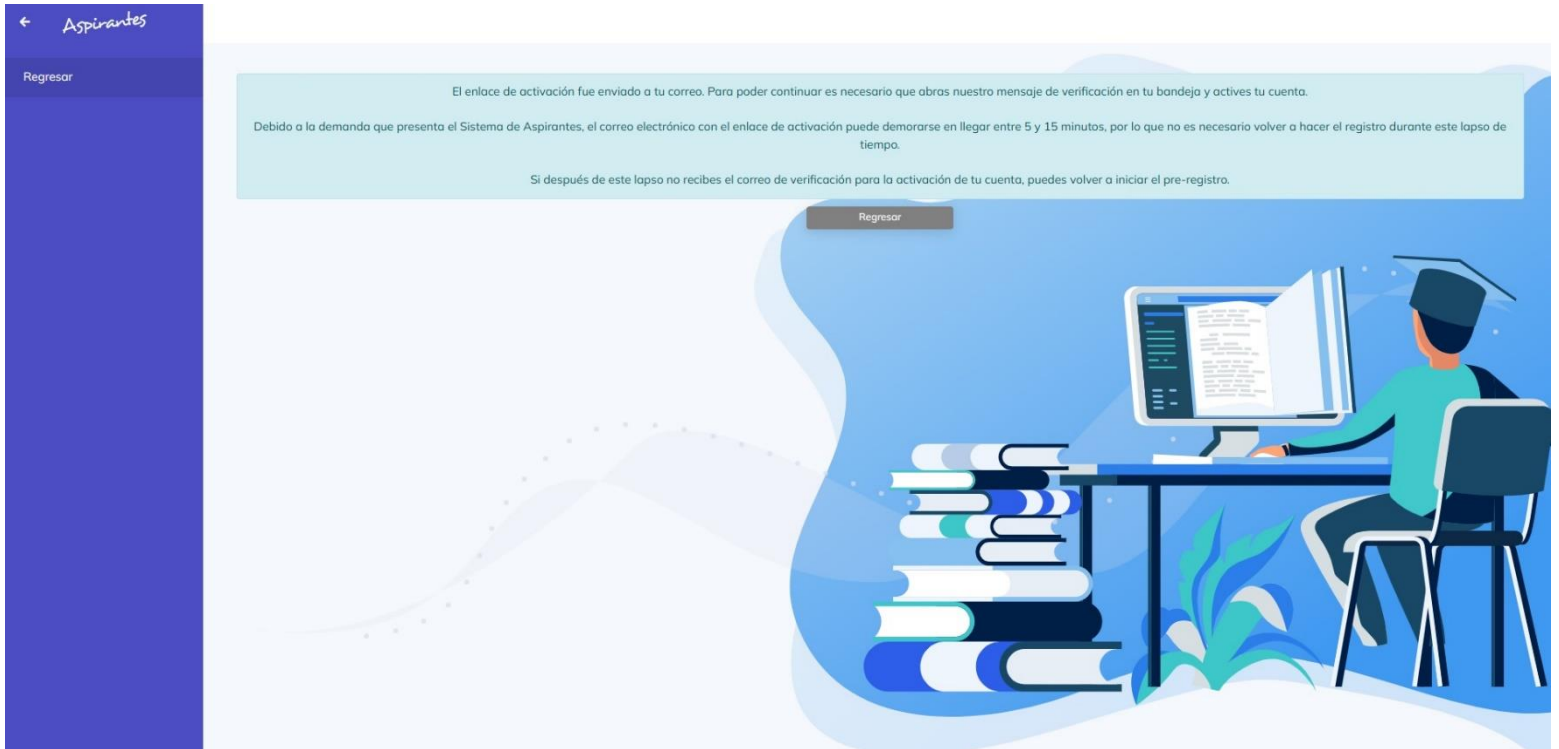 Aspirantes
Regresar
El enlace de activación fue enviado a tu correo. Para poder continuar es necesario que abras nuestro mensaje de verificación en tu bandeja y actives tu cuenta.
Debido a la demanda que presenta el Sistema de Aspirantes, el correo electrónico con el enlace de activación puede demorarse en llegar entre 5 y 15 minutos, por lo que no es necesario volver a hacer el registro durante este lapso de
tiempo.
Si después de este lapso no recibes el correo de verificación para la activación de tu cuenta, puedes volver a iniciar el pre-registro.
Regresar